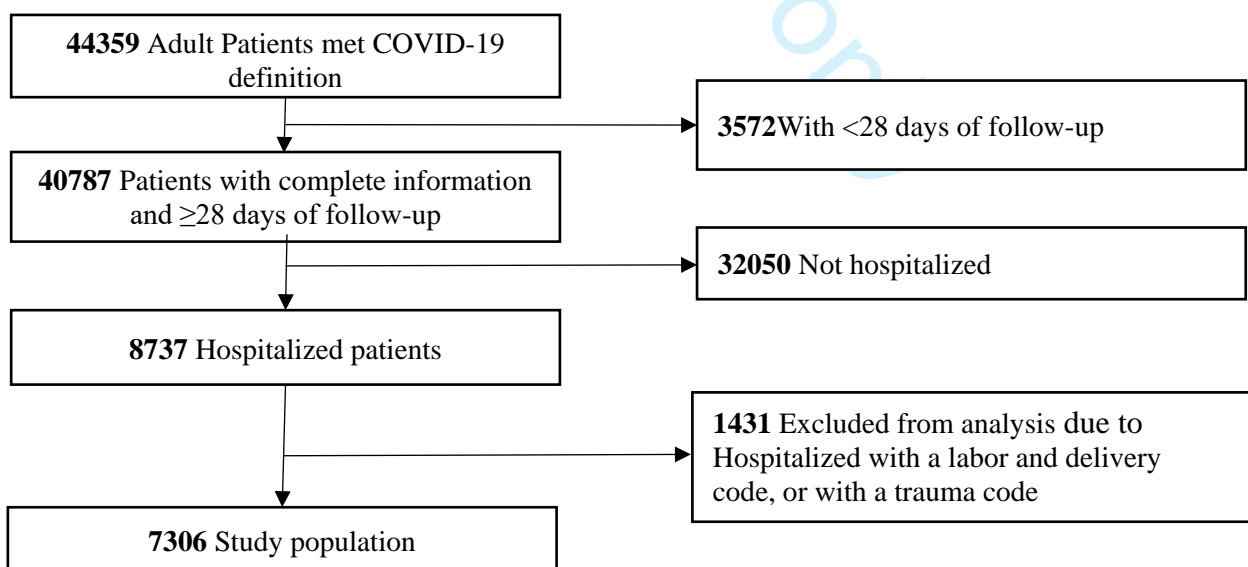 44359 Adult Patients met COVID-19
definition
3572With <28 days of follow-up
40787 Patients with complete information
and ≥28 days of follow-up
32050 Not hospitalized
8737 Hospitalized patients
1431 Excluded from analysis due to
Hospitalized with a labor and delivery
code, or with a trauma code
7306 Study population